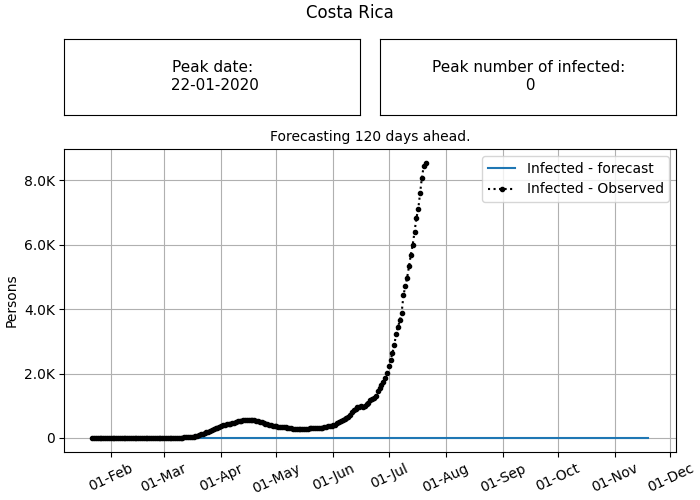 Costa Rica
Peak date:
22-01-2020
Peak number of infected:
0
Forecasting 120 days ahead.
Infected - forecast
Infected - Observed
8.0K
6.0K
4.0K
2.0K
0
Persons
01-Feb
01-Mar
01-Apr
01-May
01-Jun
01-Jul
01-Aug
01-Sep
01-Oct
01-Nov
01-Dec